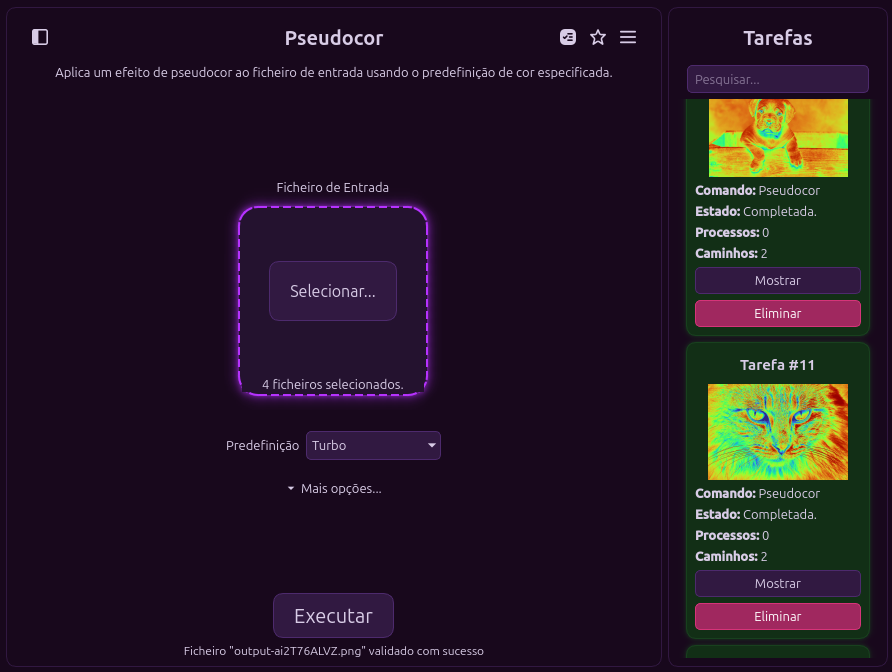 Pseudocor
Aplica um efeito de pseudocor ao ficheiro de entrada usando o predefinição de cor especificada.
Ficheiro de Entrada
Selecionar...
4 ficheiros selecionados.
Predefinição Turbo
Mais opções...
Executar
Ficheiro "output-ai2T76ALVZ.png" validado com sucesso
Tarefas
Pesquisar...
Comando: Pseudocor
Estado: Completada.
Processos: 0
Caminhos: 2
Mostrar
Eliminar
Tarefa #11
Comando: Pseudocor
Estado: Completada.
Processos: 0
Caminhos: 2
Mostrar
Eliminar